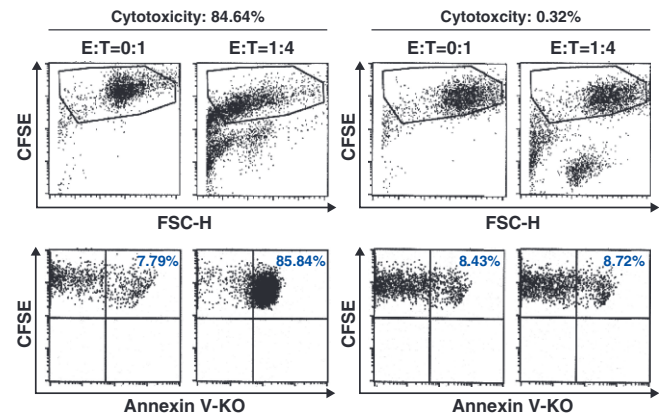 Cytotoxicity: 84.64%
Cytotoxcity: 0.32%
E:T=0:1
E:T=1:4
E:T=0:1
E:T=1:4
CFSE
CFSE
FSC-H
FSC-H
7.79%
85.84%
8.43%
8.72%
CFSE
CFSE
Annexin V-KO
Annexin V-KO